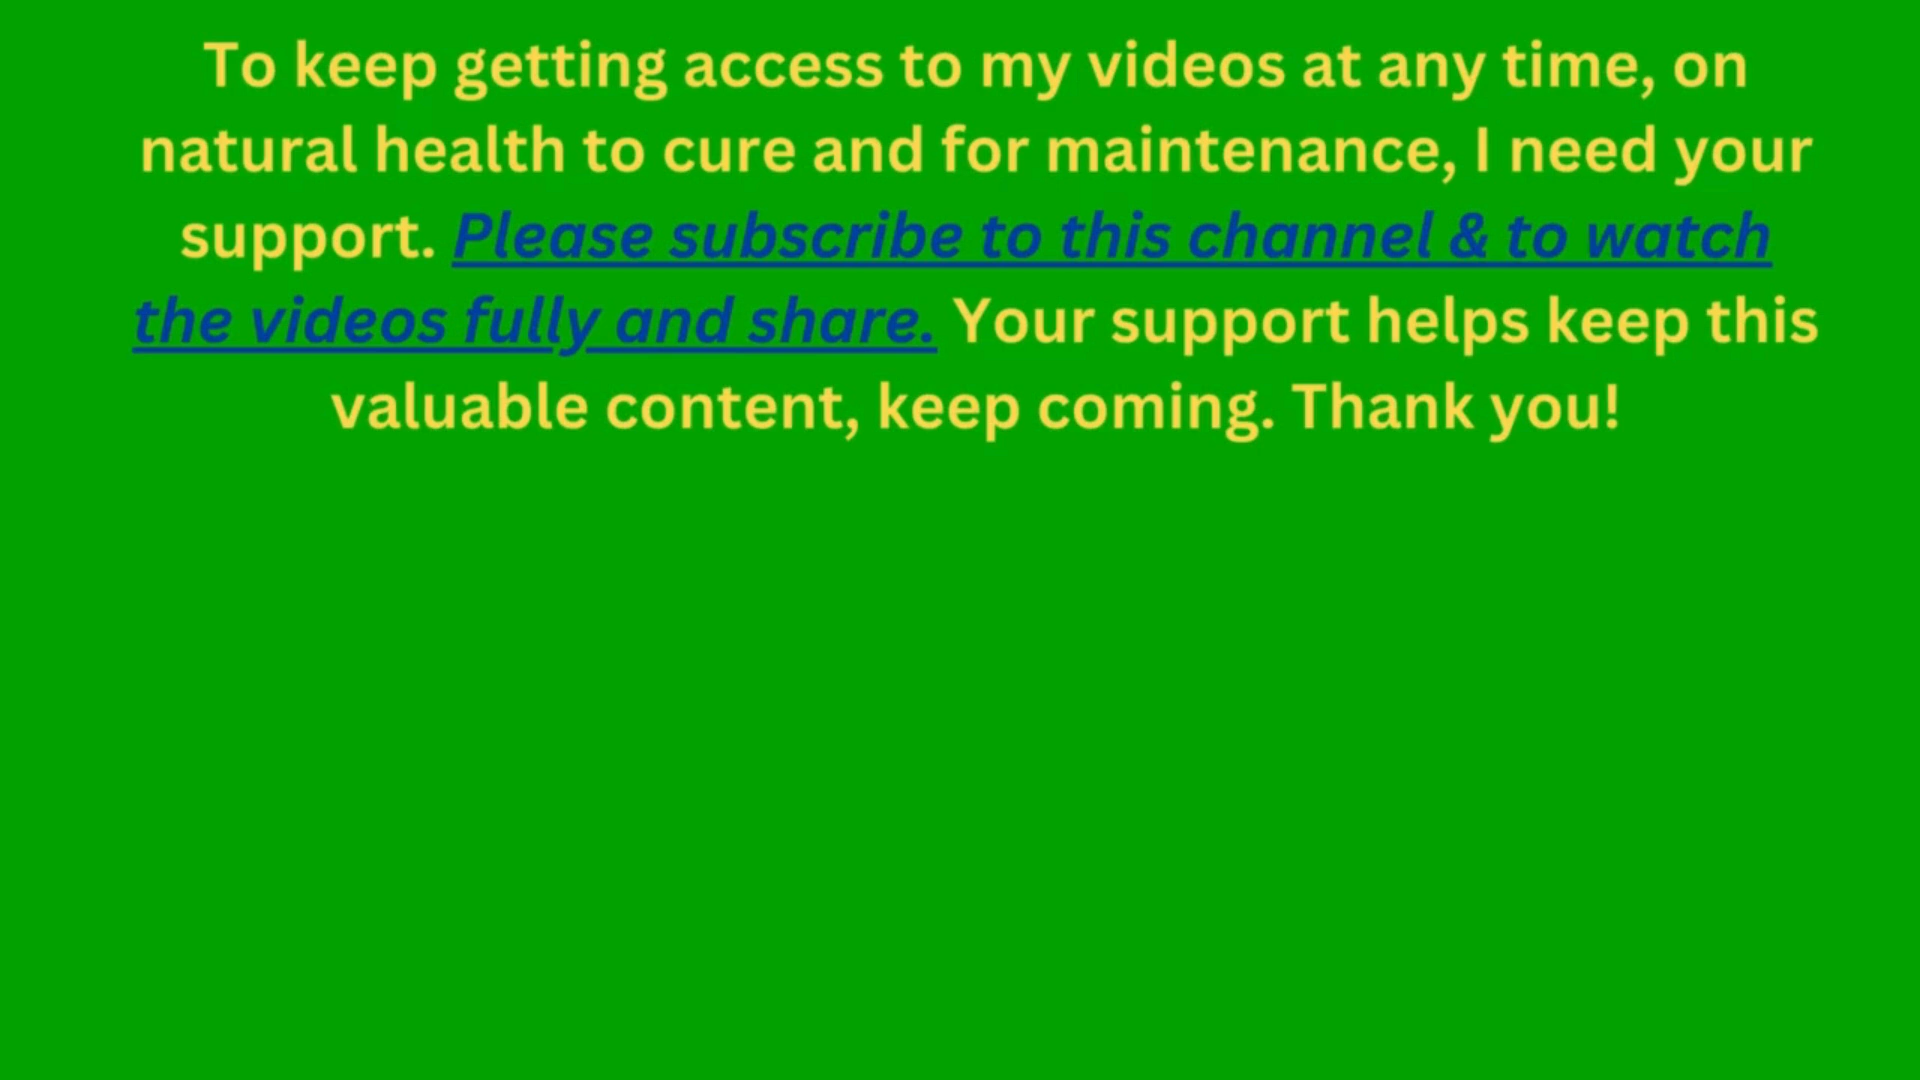 To keep getting access to my videos at any time, on
natural health to cure and for maintenance, I need your
support. Please subscribe to this channel & to watch
the videos fully and share. Your support helps keep this
valuable content, keep coming. Thank you!